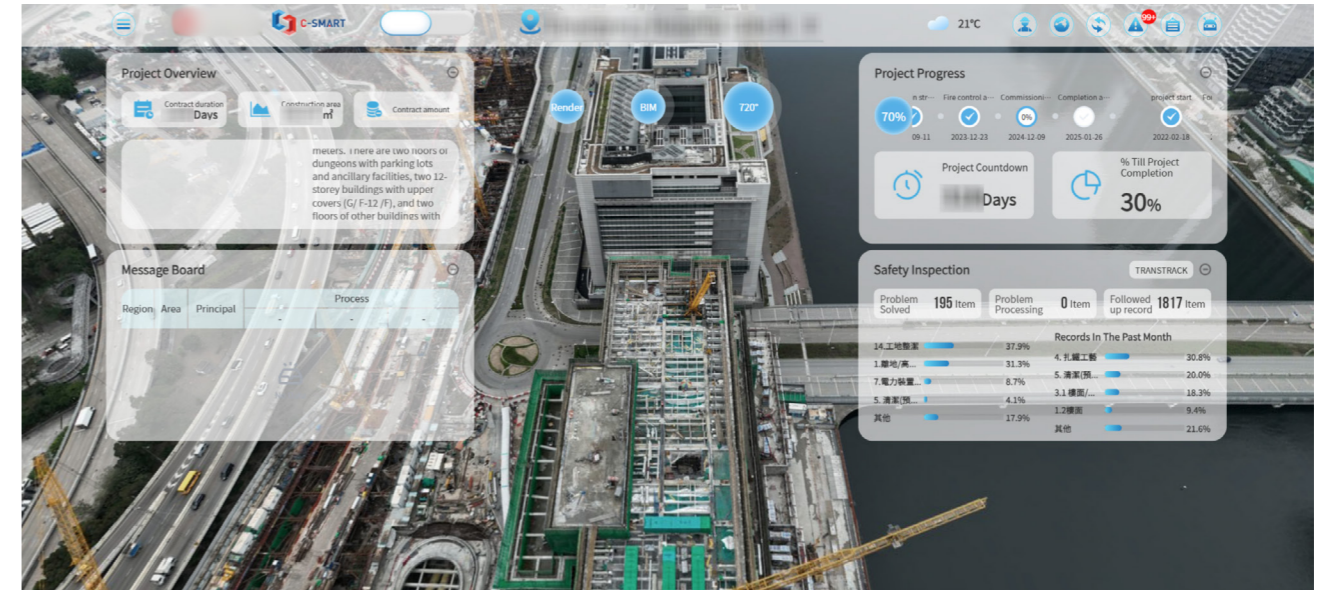 C-SMART
21°C
99+
Project Overview
Contract duration
Days
Construction area
㎡
Contract amount
meters. There are two floors of
dungeons with parking lots
and ancillary facilities, two 12-
storey buildings with upper
covers (G/ F-12 /F), and two
floors of other buildings with
Message Board
Region Area Principal Process
- - -
Render
BIM
720°
Project Progress
70%
n str··· Fire control a··· Commissioni··· Completion a··· project start
0%
09-11 2023-12-23 2024-12-09 2025-01-26 2022-02-18
Project Countdown
Days
% Till Project
Completion
30%
Safety Inspection
TRANSTRACK
Problem
Solved
195 Item
Problem
Processing
0 Item
Followed
up record
1817 Item
14.工地整潔 37.9%
1.離地/高... 31.3%
7.電力裝置... 8.7%
5. 清潔(預... 4.1%
其他 17.9%
Records In The Past Month
4. 扎鐵工藝 30.8%
5. 清潔(預... 20.0%
3.1 樓面/... 18.3%
1.2樓面 9.4%
其他 21.6%